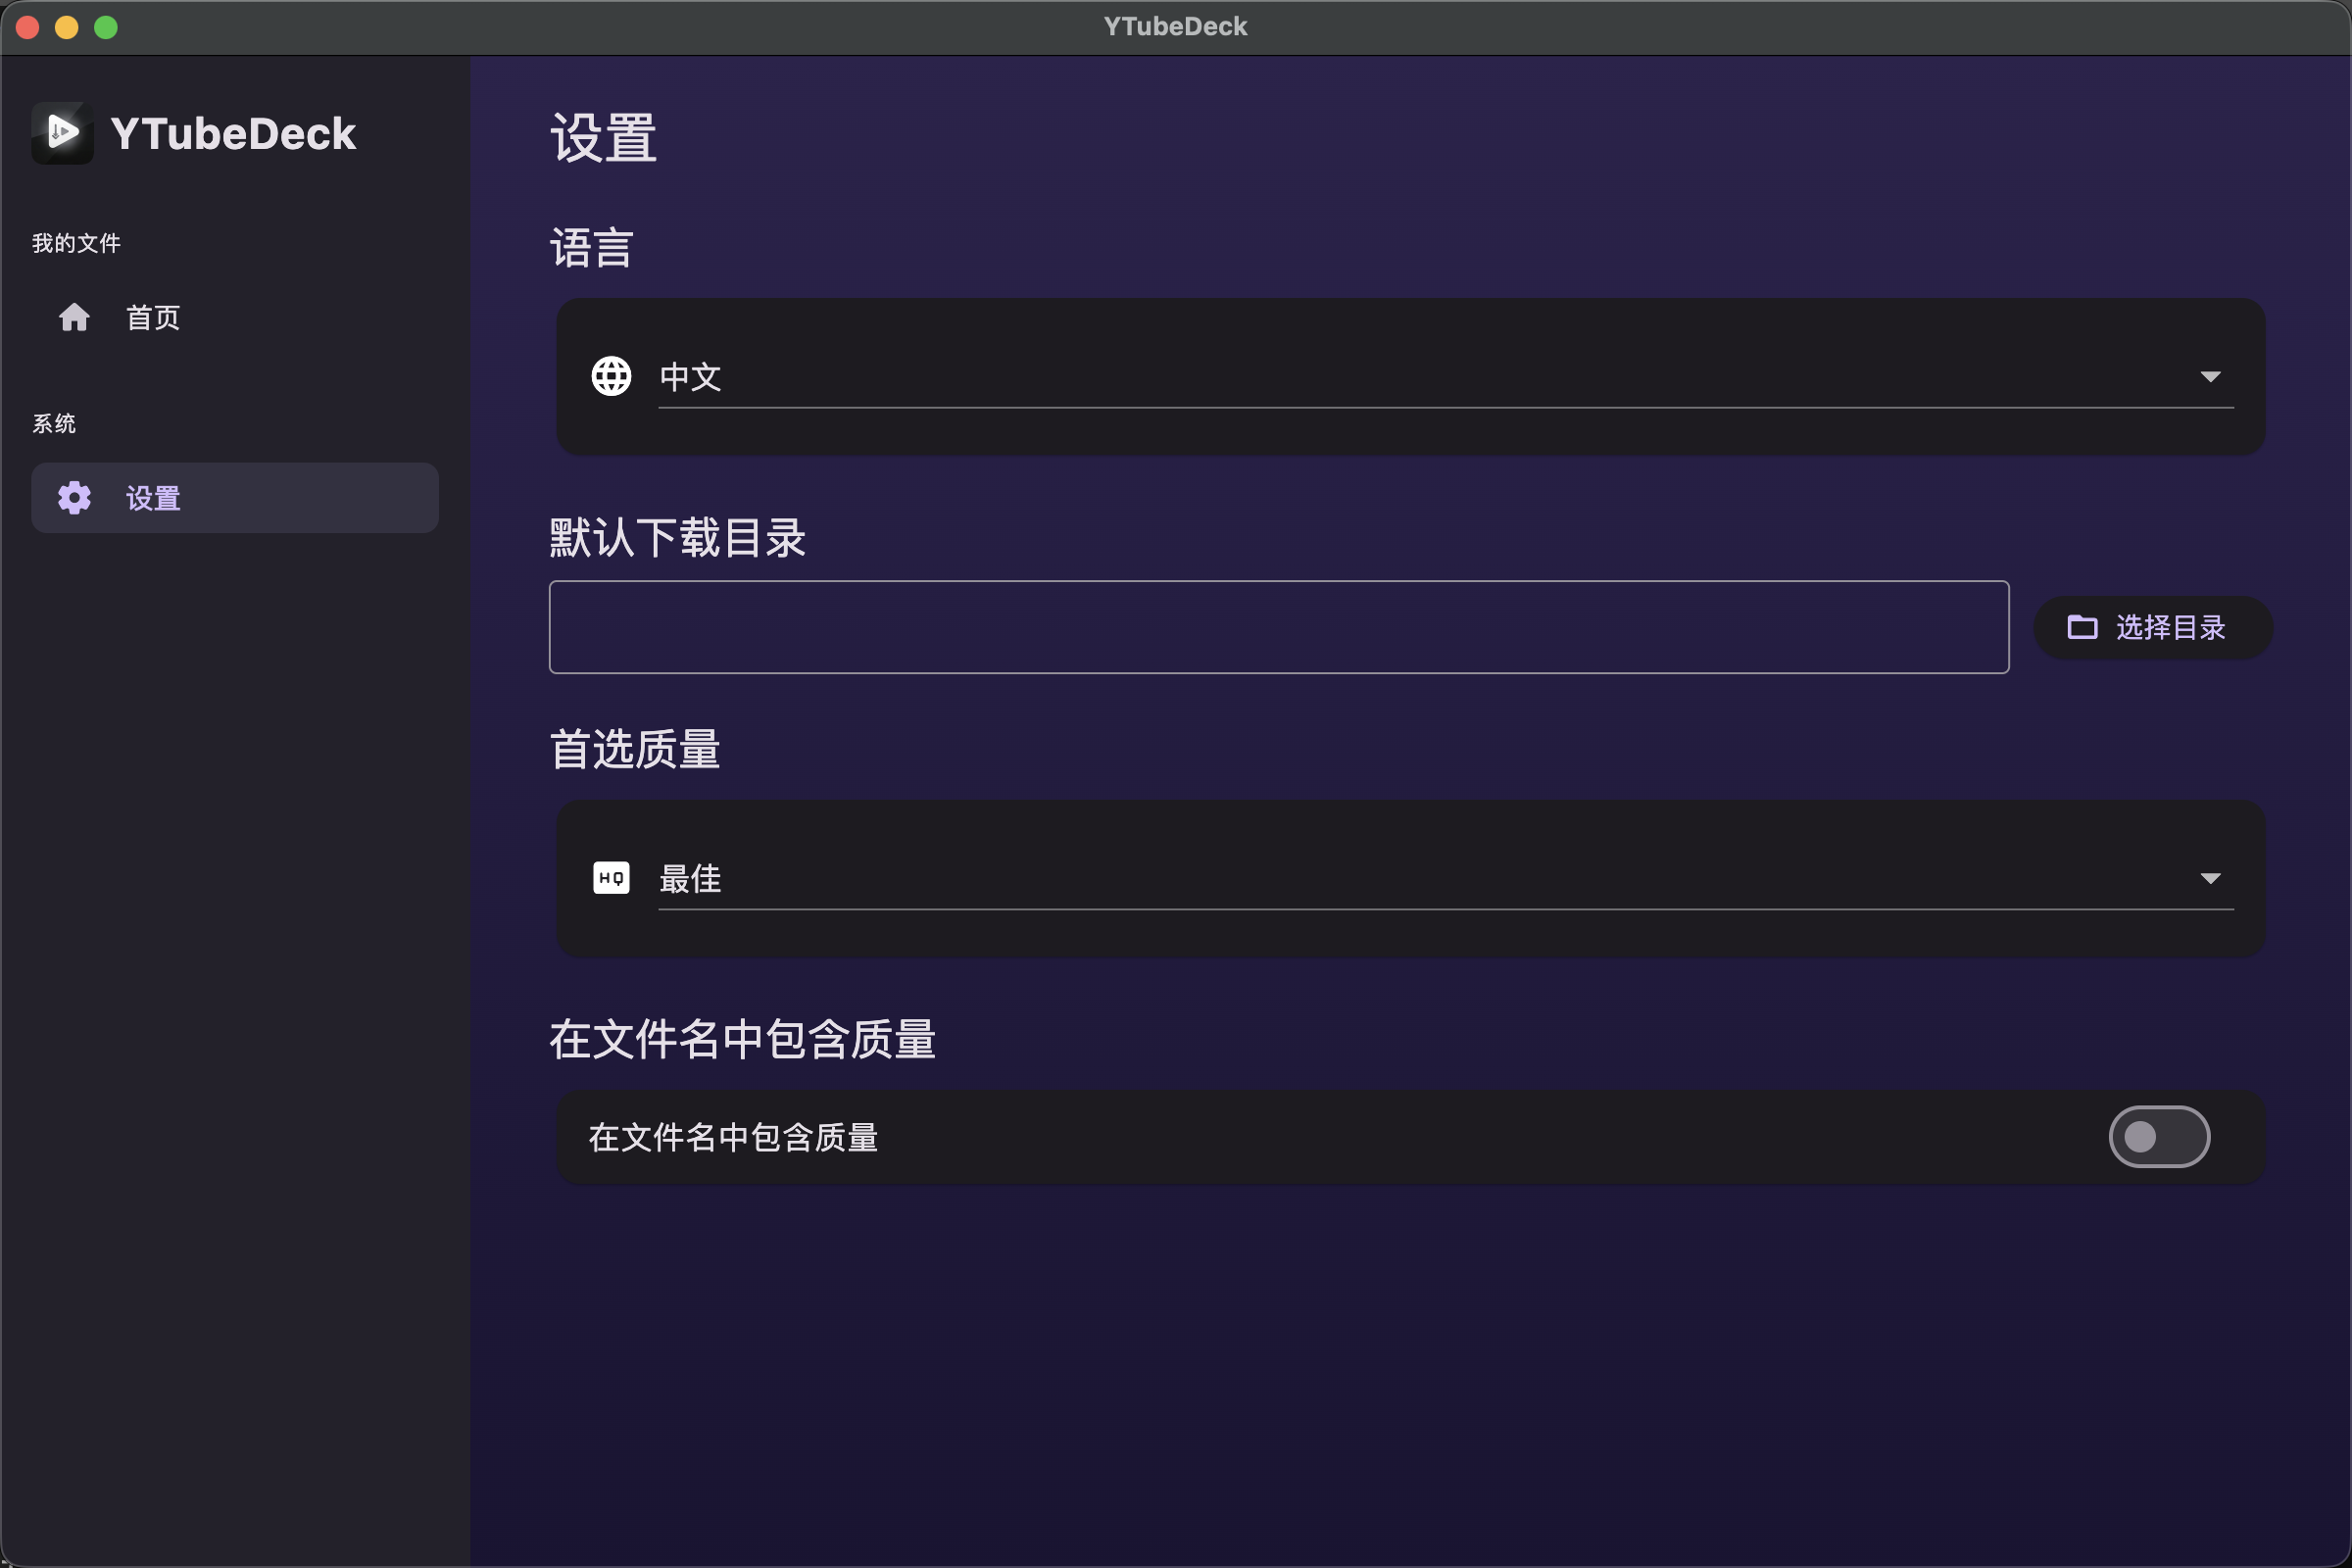 YTubeDeck
YTubeDeck
我的文件
首页
系统
设置
设置
语言
中文
默认下载目录
选择目录
首选质量
HQ 最佳
在文件名中包含质量
在文件名中包含质量